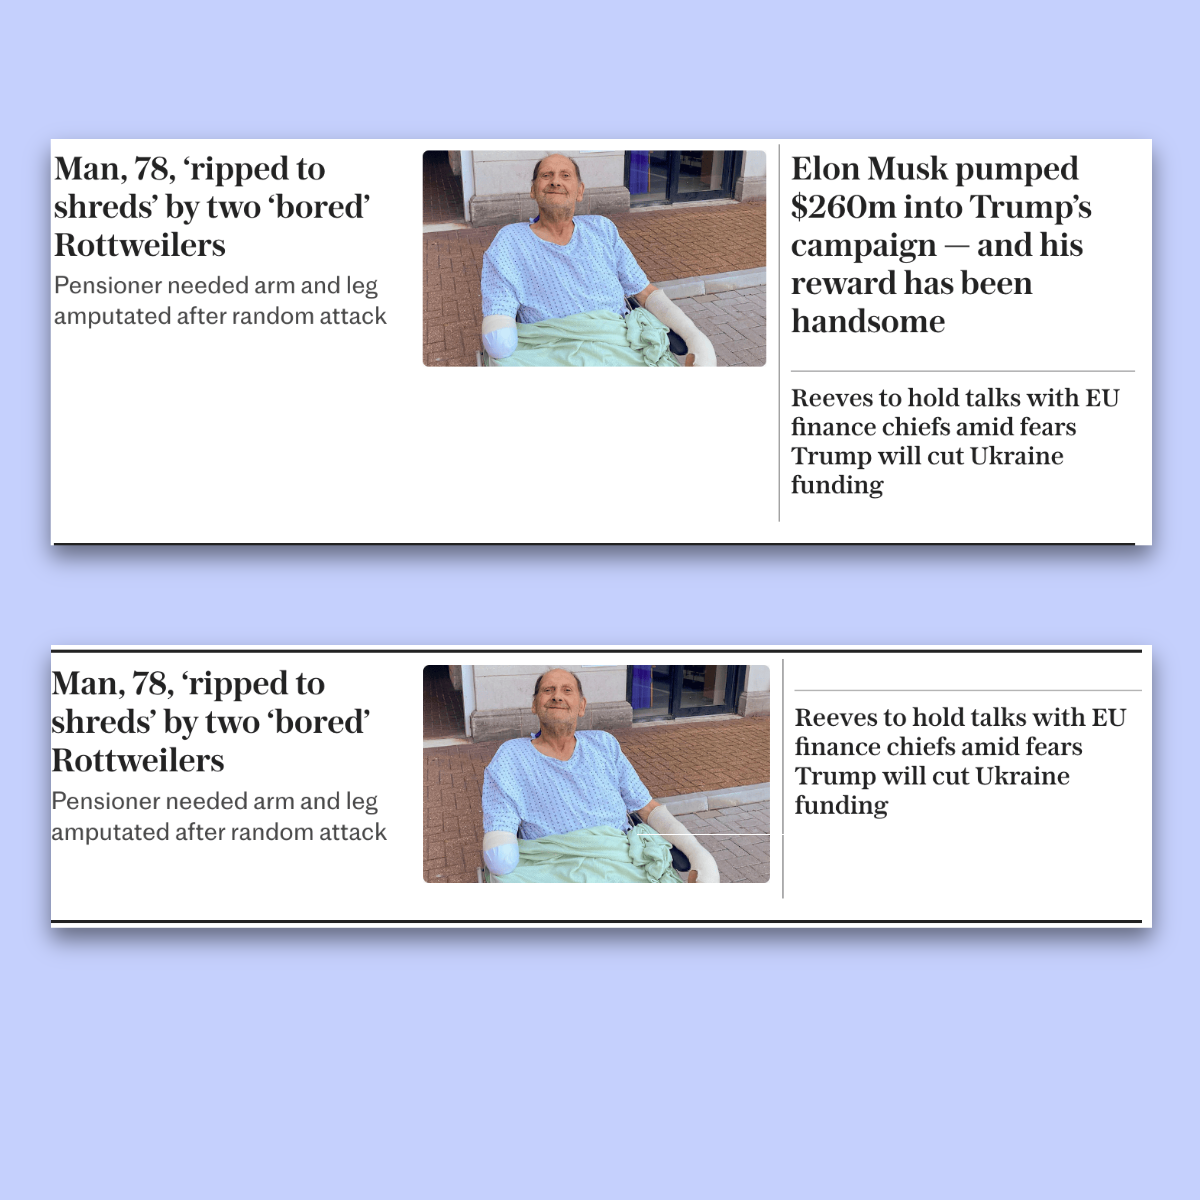 Man, 78, ‘ripped to
shreds’ by two ‘bored’
Rottweilers
Pensioner needed arm and leg
amputated after random attack
Elon Musk pumped
$260m into Trump’s
campaign — and his
reward has been
handsome
Reeves to hold talks with EU
finance chiefs amid fears
Trump will cut Ukraine
funding
Man, 78, ‘ripped to
shreds’ by two ‘bored’
Rottweilers
Pensioner needed arm and leg
amputated after random attack
Reeves to hold talks with EU
finance chiefs amid fears
Trump will cut Ukraine
funding